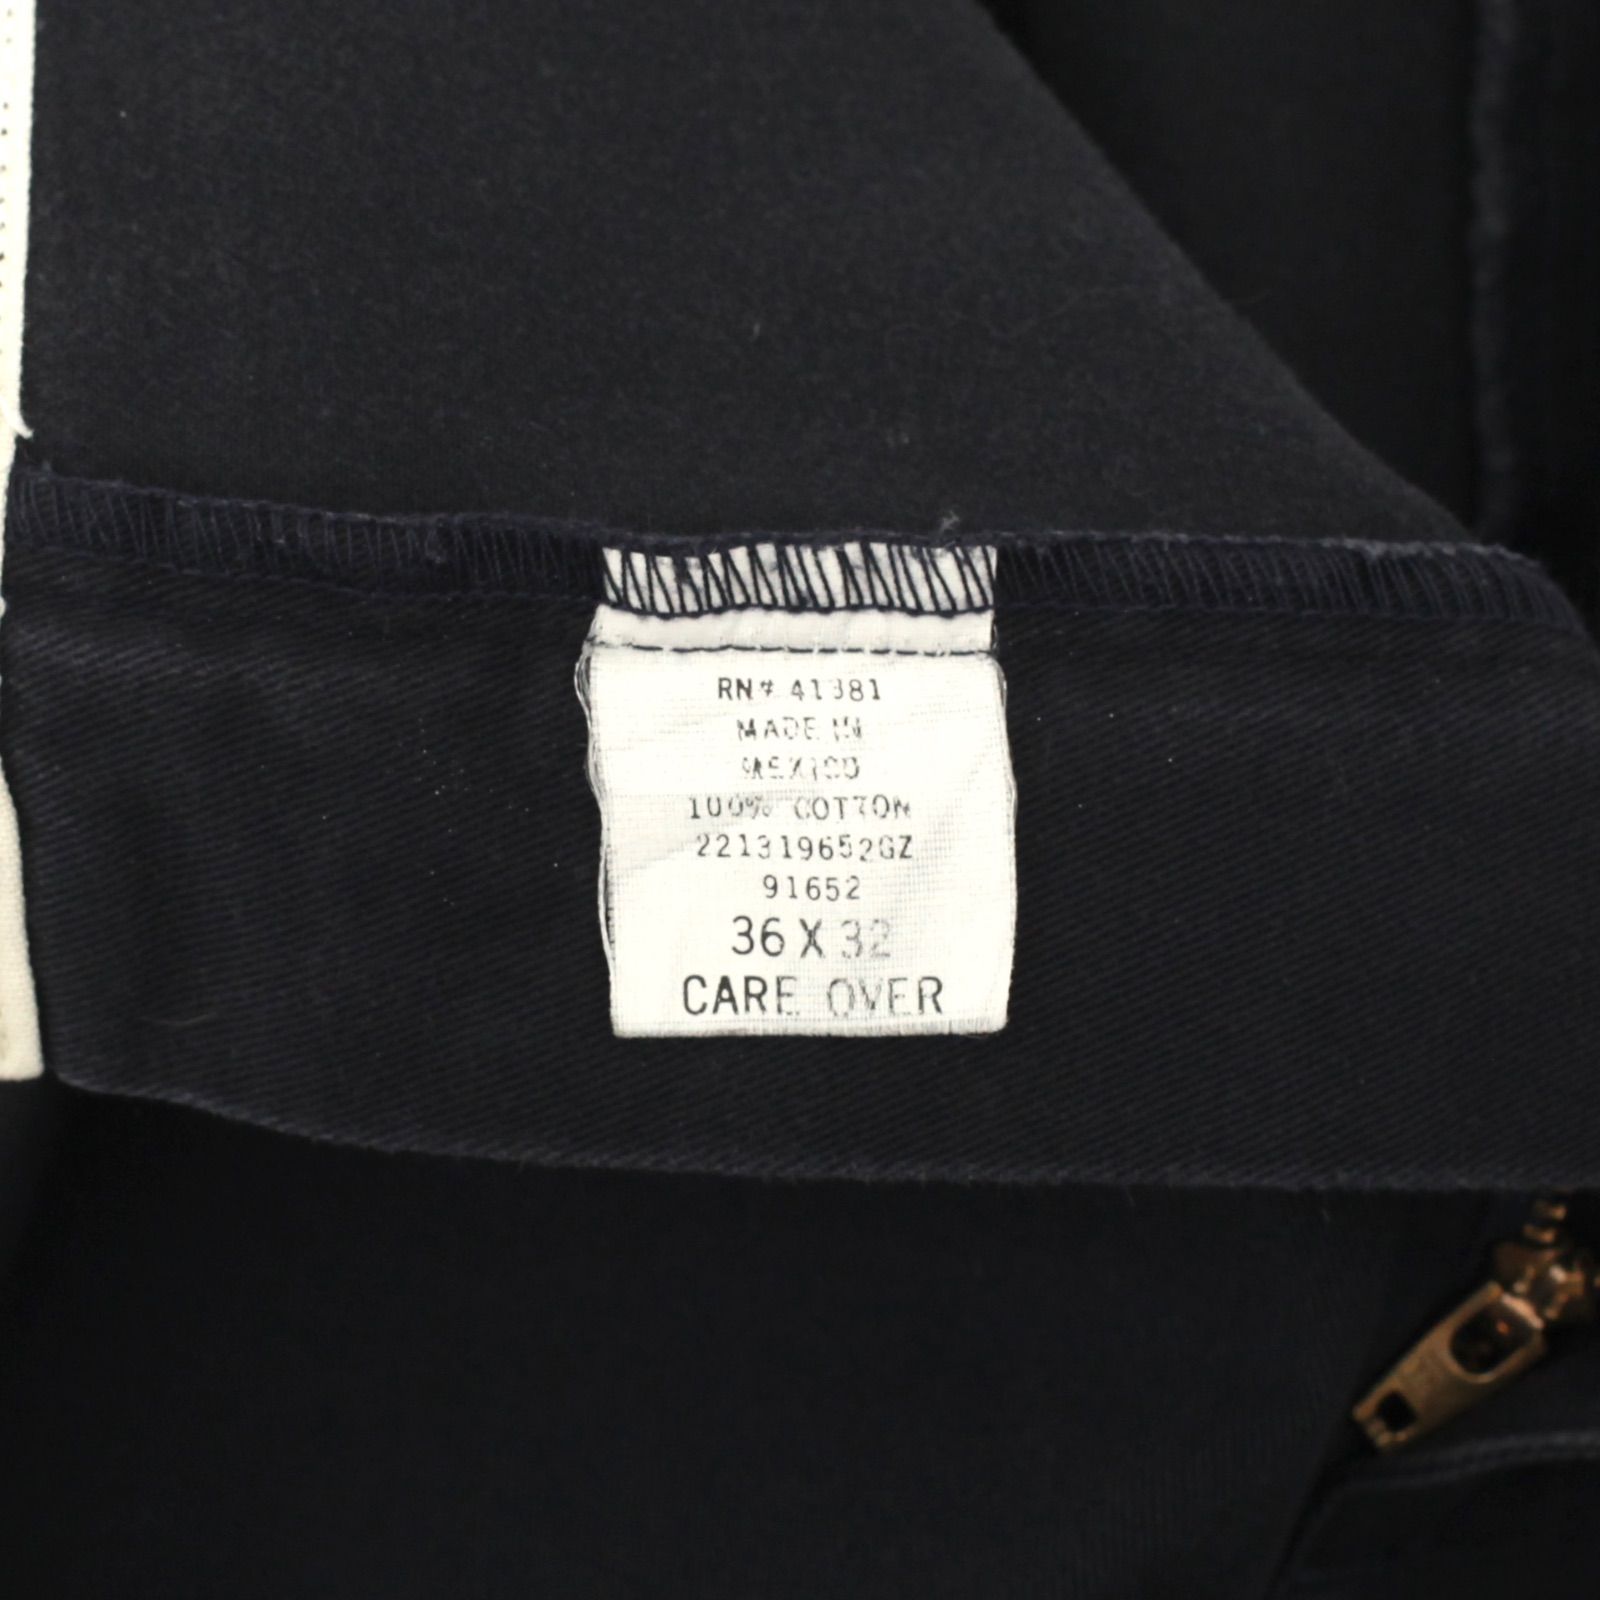 RN# 41381
MADE IN
MEXICO
100% COTTON
221319652GZ
91652
36 X 32
CARE OVER